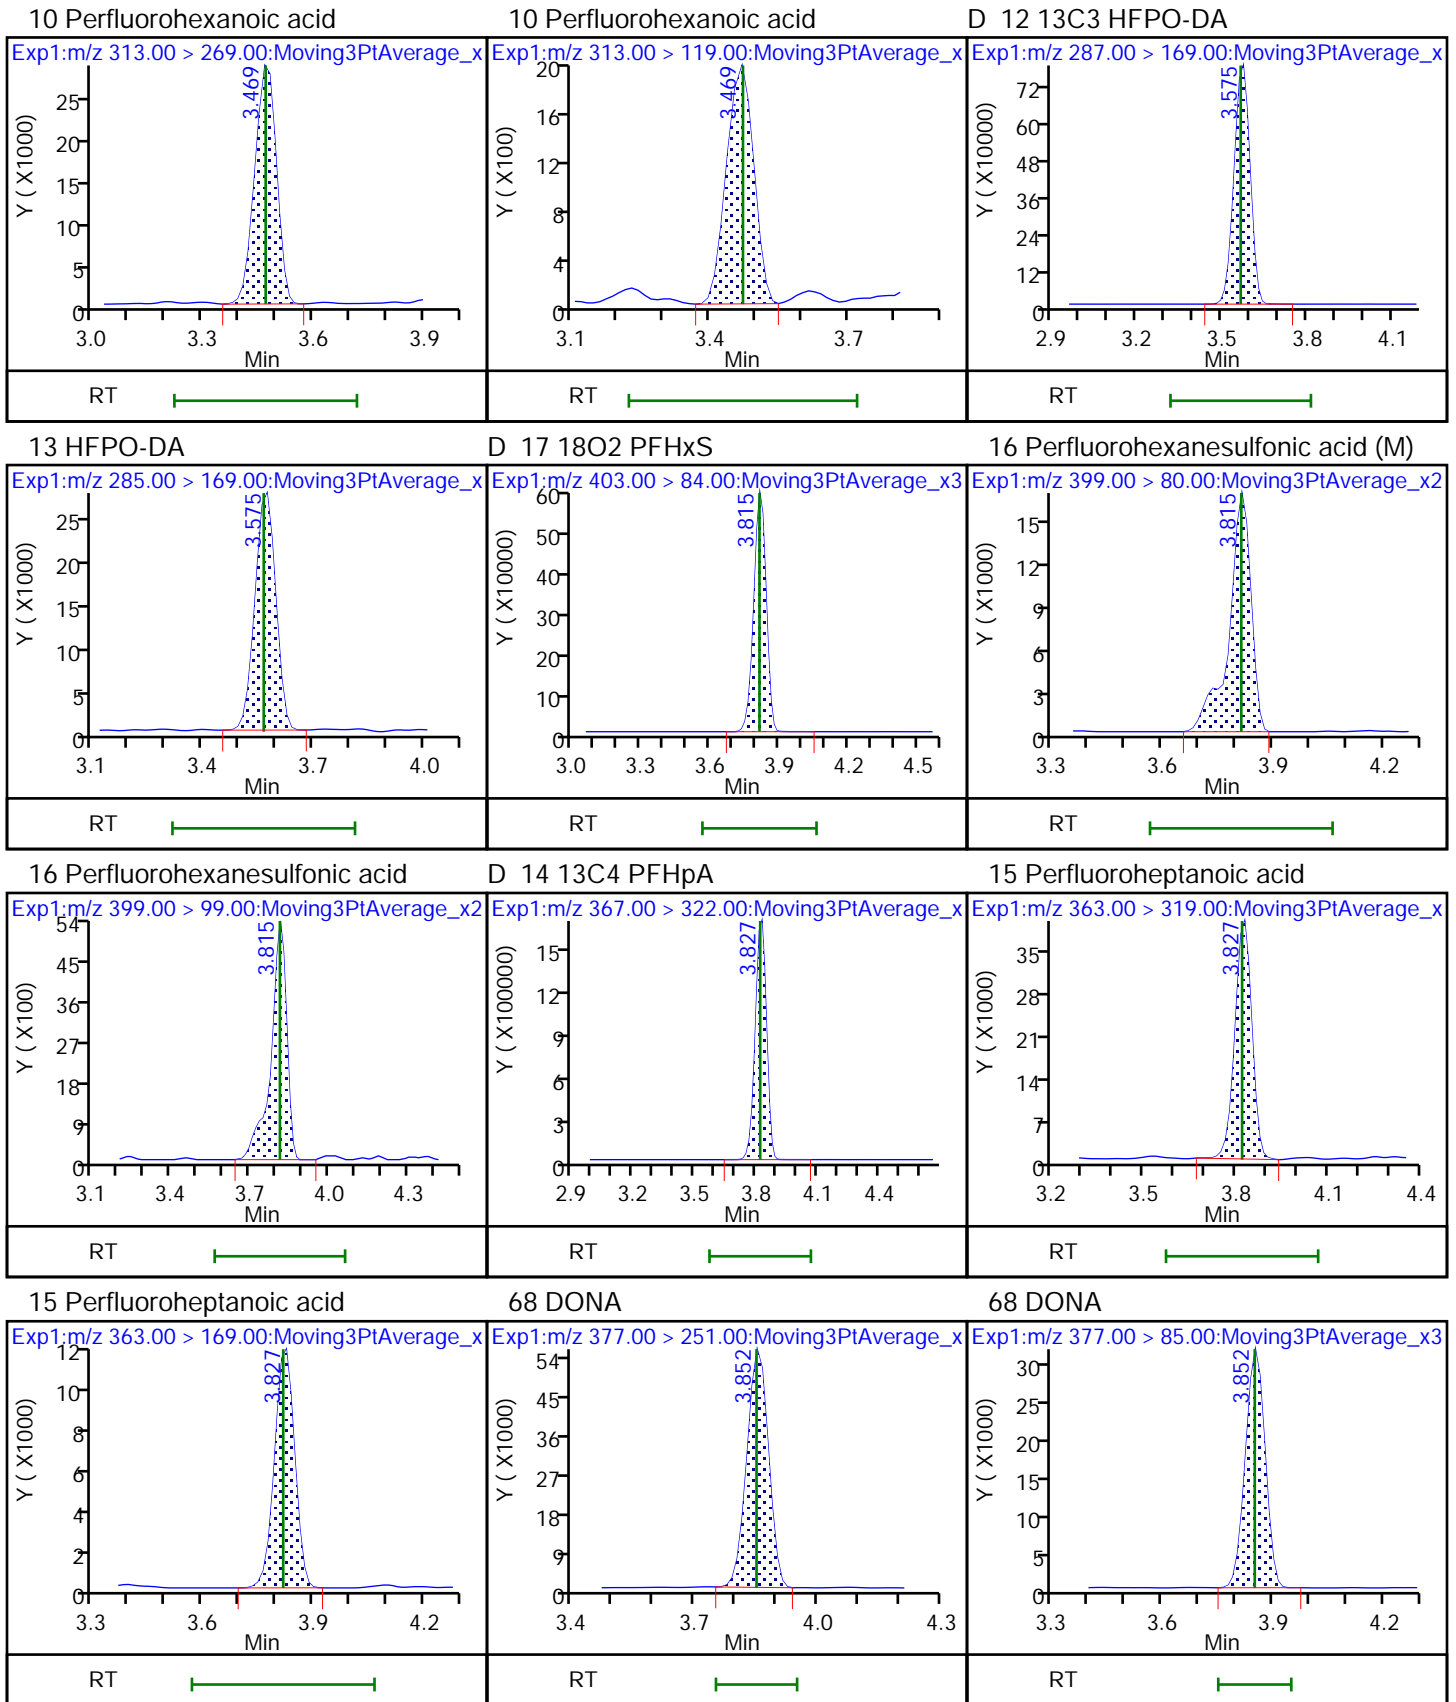 10 Perfluorohexanoic acid
Exp1:m/z 313.00 > 269.00:Moving3PtAverage_x
3.469
Y ( X10000)
25
20
15
10
5
0
3.0 3.3 3.6 3.9
Min
RT
10 Perfluorohexanoic acid
Exp1:m/z 313.00 > 119.00:Moving3PtAverage_x
3.469
Y ( X100)
20
16
12
8
4
0
3.1 3.4 3.7
Min
RT
D 12 13C3 HFPO-DA
Exp1:m/z 287.00 > 169.00:Moving3PtAverage_x
3.575
Y ( X10000)
72
60
48
36
24
12
0
2.9 3.2 3.5 3.8 4.1
Min
RT
13 HFPO-DA
Exp1:m/z 285.00 > 169.00:Moving3PtAverage_x
3.575
Y ( X1000)
25
20
15
10
5
0
3.1 3.4 3.7 4.0
Min
RT
D 17 18O2 PFHxS
Exp1:m/z 403.00 > 84.00:Moving3PtAverage_x3
3.815
Y ( X10000)
60
50
40
30
20
10
0
3.0 3.3 3.6 3.9 4.2 4.5
Min
RT
16 Perfluorohexanesulfonic acid (M)
Exp1:m/z 399.00 > 80.00:Moving3PtAverage_x2
3.815
Y ( X1000)
15
12
9
6
3
0
3.3 3.6 3.9 4.2
Min
RT
16 Perfluorohexanesulfonic acid
Exp1:m/z 399.00 > 99.00:Moving3PtAverage_x2
3.815
Y ( X100)
54
45
36
27
18
9
0
3.1 3.4 3.7 4.0 4.3
Min
RT
D 14 13C4 PFHpA
Exp1:m/z 367.00 > 322.00:Moving3PtAverage_x
3.827
Y ( X100000)
15
12
9
6
3
0
2.9 3.2 3.5 3.8 4.1 4.4
Min
RT
15 Perfluoroheptanoic acid
Exp1:m/z 363.00 > 319.00:Moving3PtAverage_x
3.827
Y ( X1000)
35
28
21
14
7
0
3.2 3.5 3.8 4.1 4.4
Min
RT
15 Perfluoroheptanoic acid
Exp1:m/z 363.00 > 169.00:Moving3PtAverage_x
3.827
Y ( X1000)
12
10
8
6
4
2
0
3.3 3.6 3.9 4.2
Min
RT
68 DONA
Exp1:m/z 377.00 > 251.00:Moving3PtAverage_x
3.852
Y ( X1000)
54
45
36
27
18
9
0
3.4 3.7 4.0 4.3
Min
RT
68 DONA
Exp1:m/z 377.00 > 85.00:Moving3PtAverage_x3
3.852
Y ( X1000)
30
25
20
15
10
5
0
3.3 3.6 3.9 4.2
Min
RT